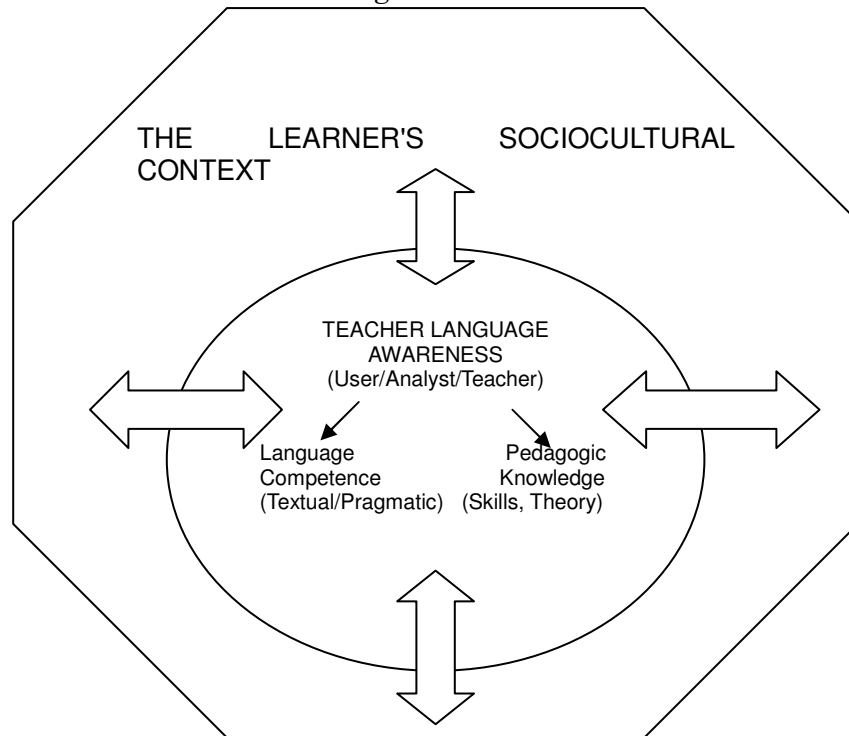 THE LEARNER'S SOCIOCULTURAL
CONTEXT
TEACHER LANGUAGE
AWARENESS
(User/Analyst/Teacher)
Language
Competence
(Textual/Pragmatic)
Pedagogic
Knowledge
(Skills, Theory)